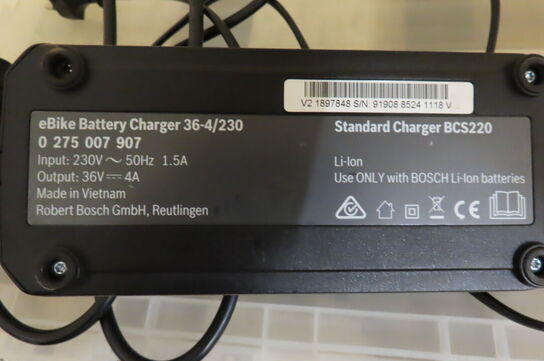 V2 1897848 S/N: 91908 8524 1118 V...
eBike Battery Charger 36-4/230
0 275 007 907
Input: 230V ~ 50Hz 1.5A
Output: 36V ⎓ 4A
Made in Vietnam
Robert Bosch GmbH, Reutlingen
Standard Charger BCS220
Li-Ion
Use ONLY with BOSCH Li-Ion batteries
CE